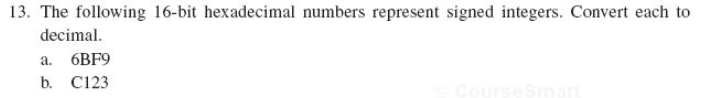 13. The following 16-bit hexadecimal numbers represent signed integers. Convert each to
decimal.
a. 6BF9
b. C123
© CourseSmart